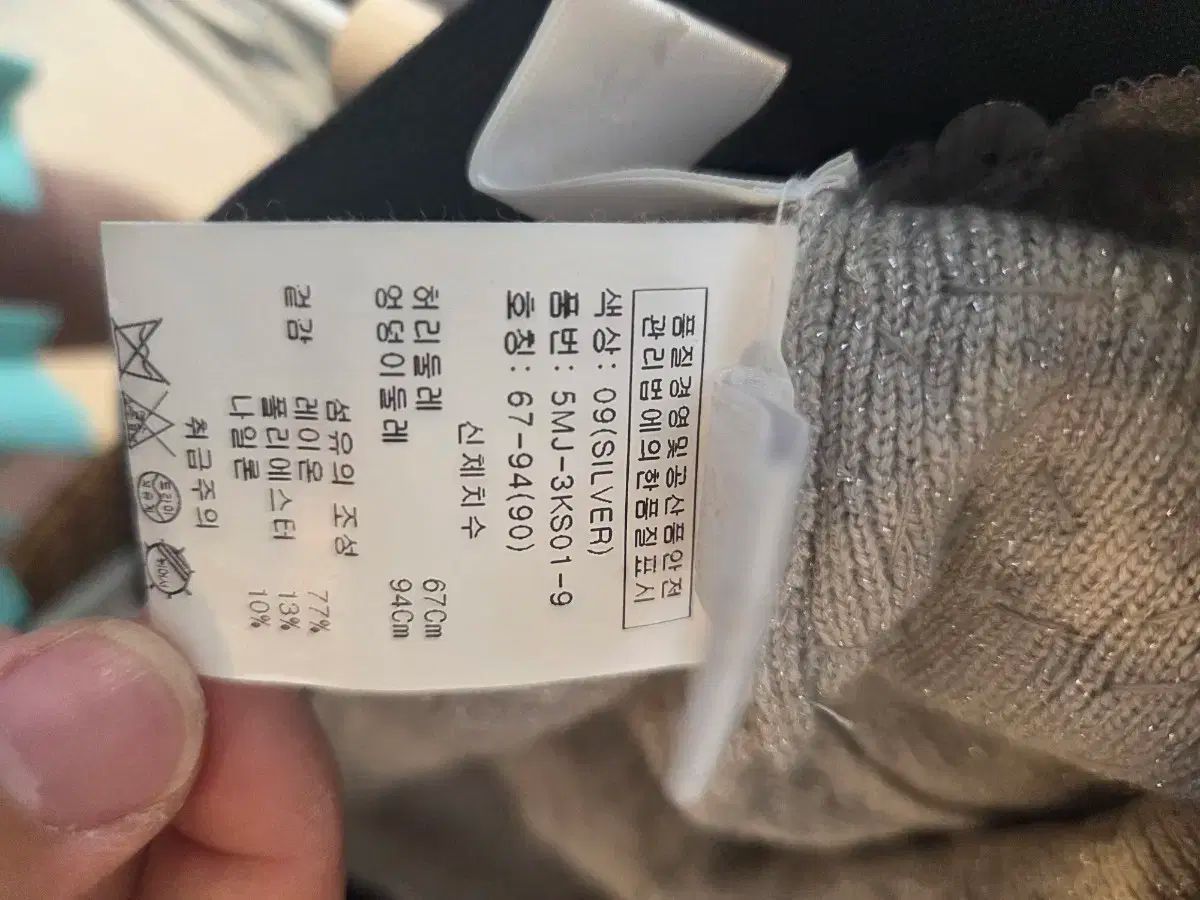 품질경영및공산품안전
관리법에의한품질표시
색상: 09(SILVER)
품번: 5MJ-3KS01-9
호칭: 67-94(90)
신체치수
허리둘레 67Cm
엉덩이둘레 94Cm
섬유의 조성
겉감 레이온 77%
폴리에스터 13%
나일론 10%
취급주의
드라이